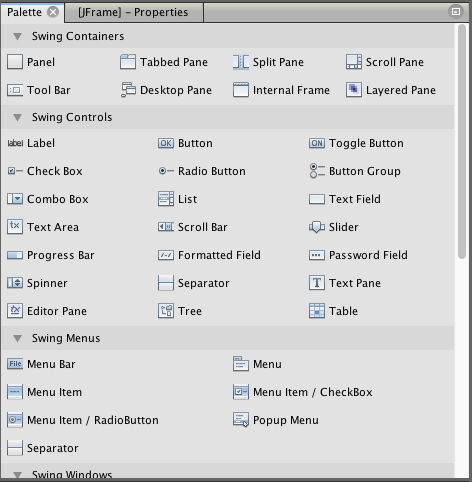 Palette [JFrame] - Properties
Swing Containers
Panel Tabbed Pane Split Pane Scroll Pane
Tool Bar Desktop Pane Internal Frame Layered Pane
Swing Controls
label Label OK Button ON Toggle Button
Check Box Radio Button Button Group
Combo Box List Text Field
tx Text Area Scroll Bar Slider
Progress Bar Formatted Field Password Field
Spinner Separator T Text Pane
Editor Pane Tree Table
Swing Menus
File Menu Bar Menu
Menu Item Menu Item / CheckBox
Menu Item / RadioButton Popup Menu
Separator
Swing Windows